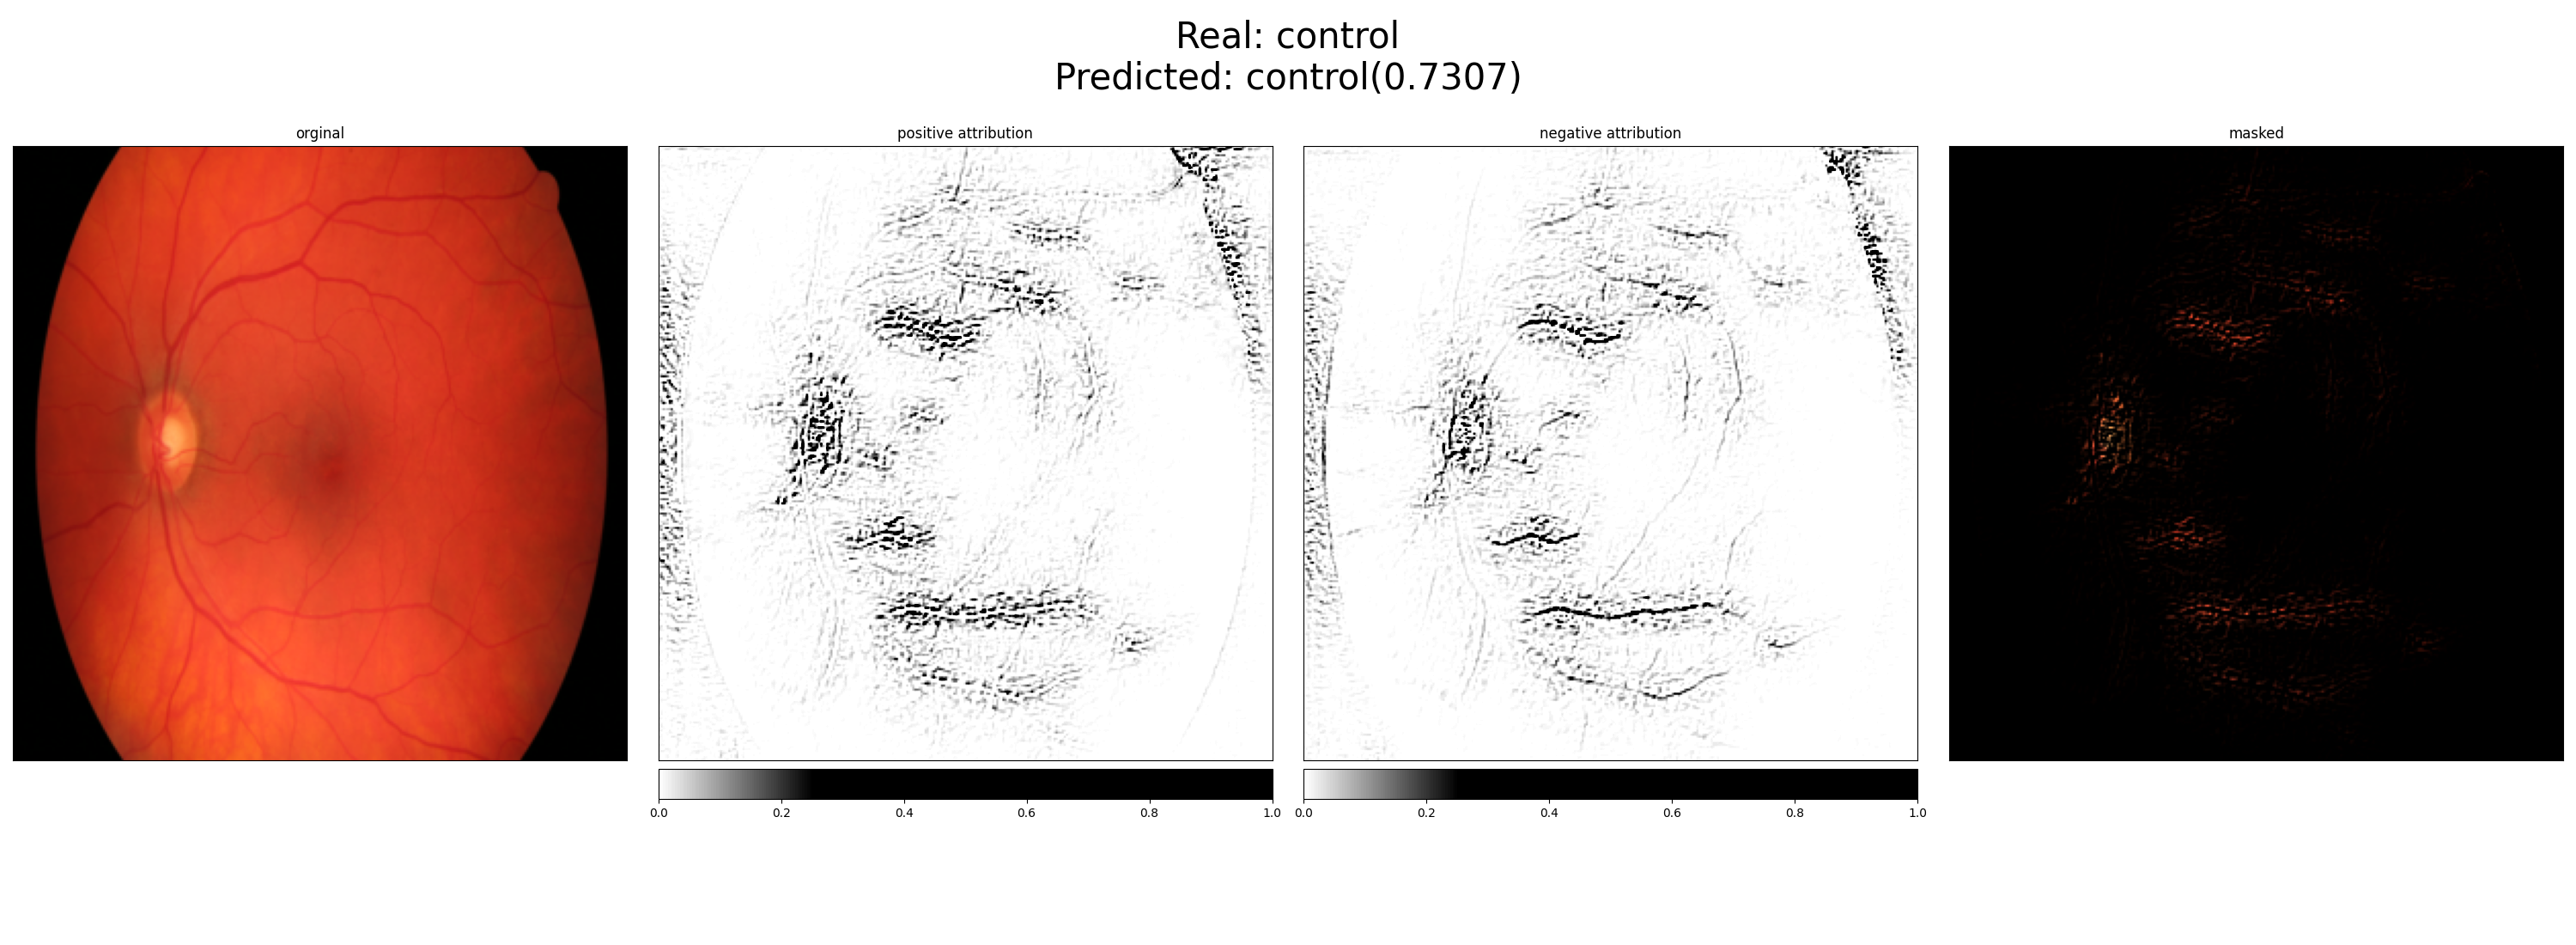 Real: control
Predicted: control(0.7307)
orginal
positive attribution
negative attribution
masked
0.0 0.2 0.4 0.6 0.8 1.0
0.0 0.2 0.4 0.6 0.8 1.0